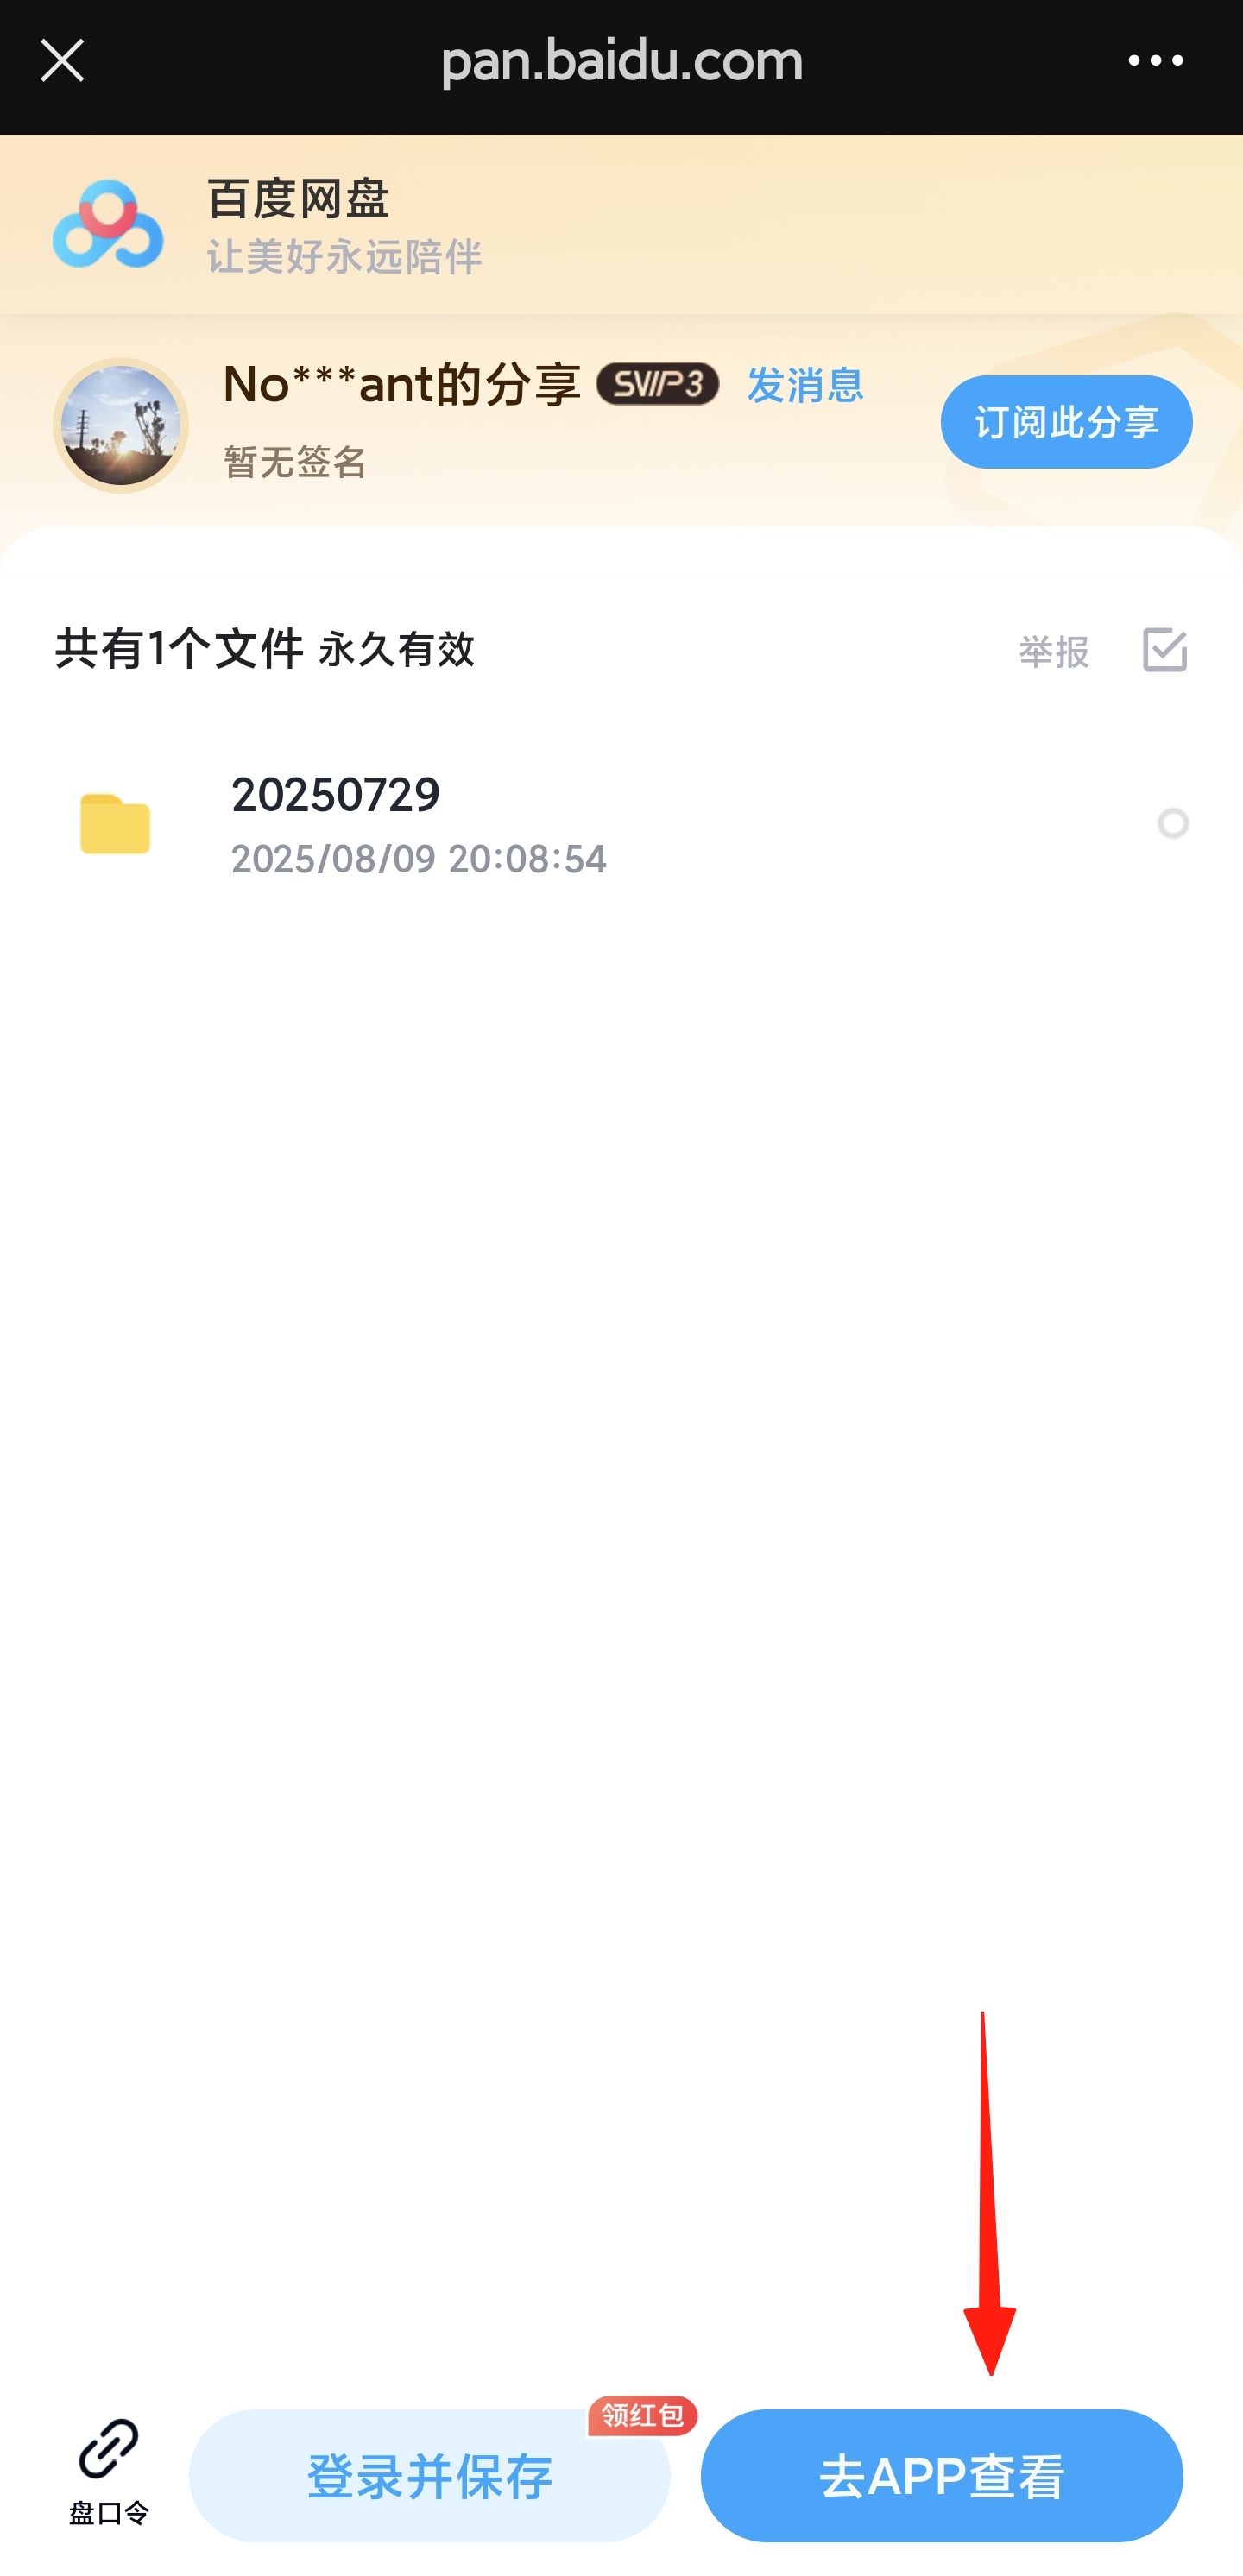 pan.baidu.com
百度网盘
让美好永远陪伴
No***ant的分享 SVIP3 发消息
订阅此分享
暂无签名
共有1个文件 永久有效
举报
20250729
2025/08/09 20:08:54
领红包
盘口令
登录并保存
去APP查看